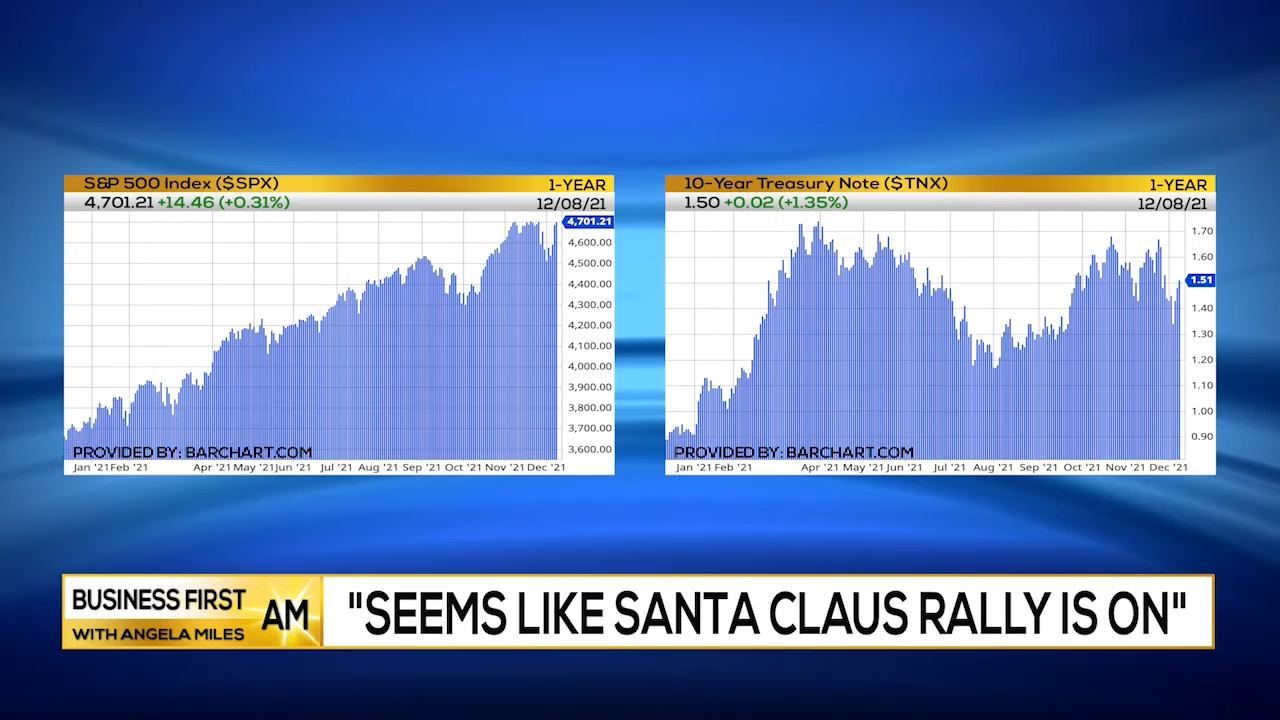 S&P 500 Index ($SPX)
1-YEAR
4,701.21 +14.46 (+0.31%)
12/08/21
4,701.21
4,600.00
4,500.00
4,400.00
4,300.00
4,200.00
4,100.00
4,000.00
3,900.00
3,800.00
3,700.00
3,600.00
PROVIDED BY: BARCHART.COM
Jan '21 Feb '21 Apr '21 May '21 Jun '21 Jul '21 Aug '21 Sep '21 Oct '21 Nov '21 Dec '21
10-Year Treasury Note ($TNX)
1-YEAR
1.50 +0.02 (+1.35%)
12/08/21
1.70
1.60
1.51
1.40
1.30
1.20
1.10
1.00
0.90
PROVIDED BY: BARCHART.COM
Jan '21 Feb '21 Apr '21 May '21 Jun '21 Jul '21 Aug '21 Sep '21 Oct '21 Nov '21 Dec '21
BUSINESS FIRST
AM
WITH ANGELA MILES
"SEEMS LIKE SANTA CLAUS RALLY IS ON"